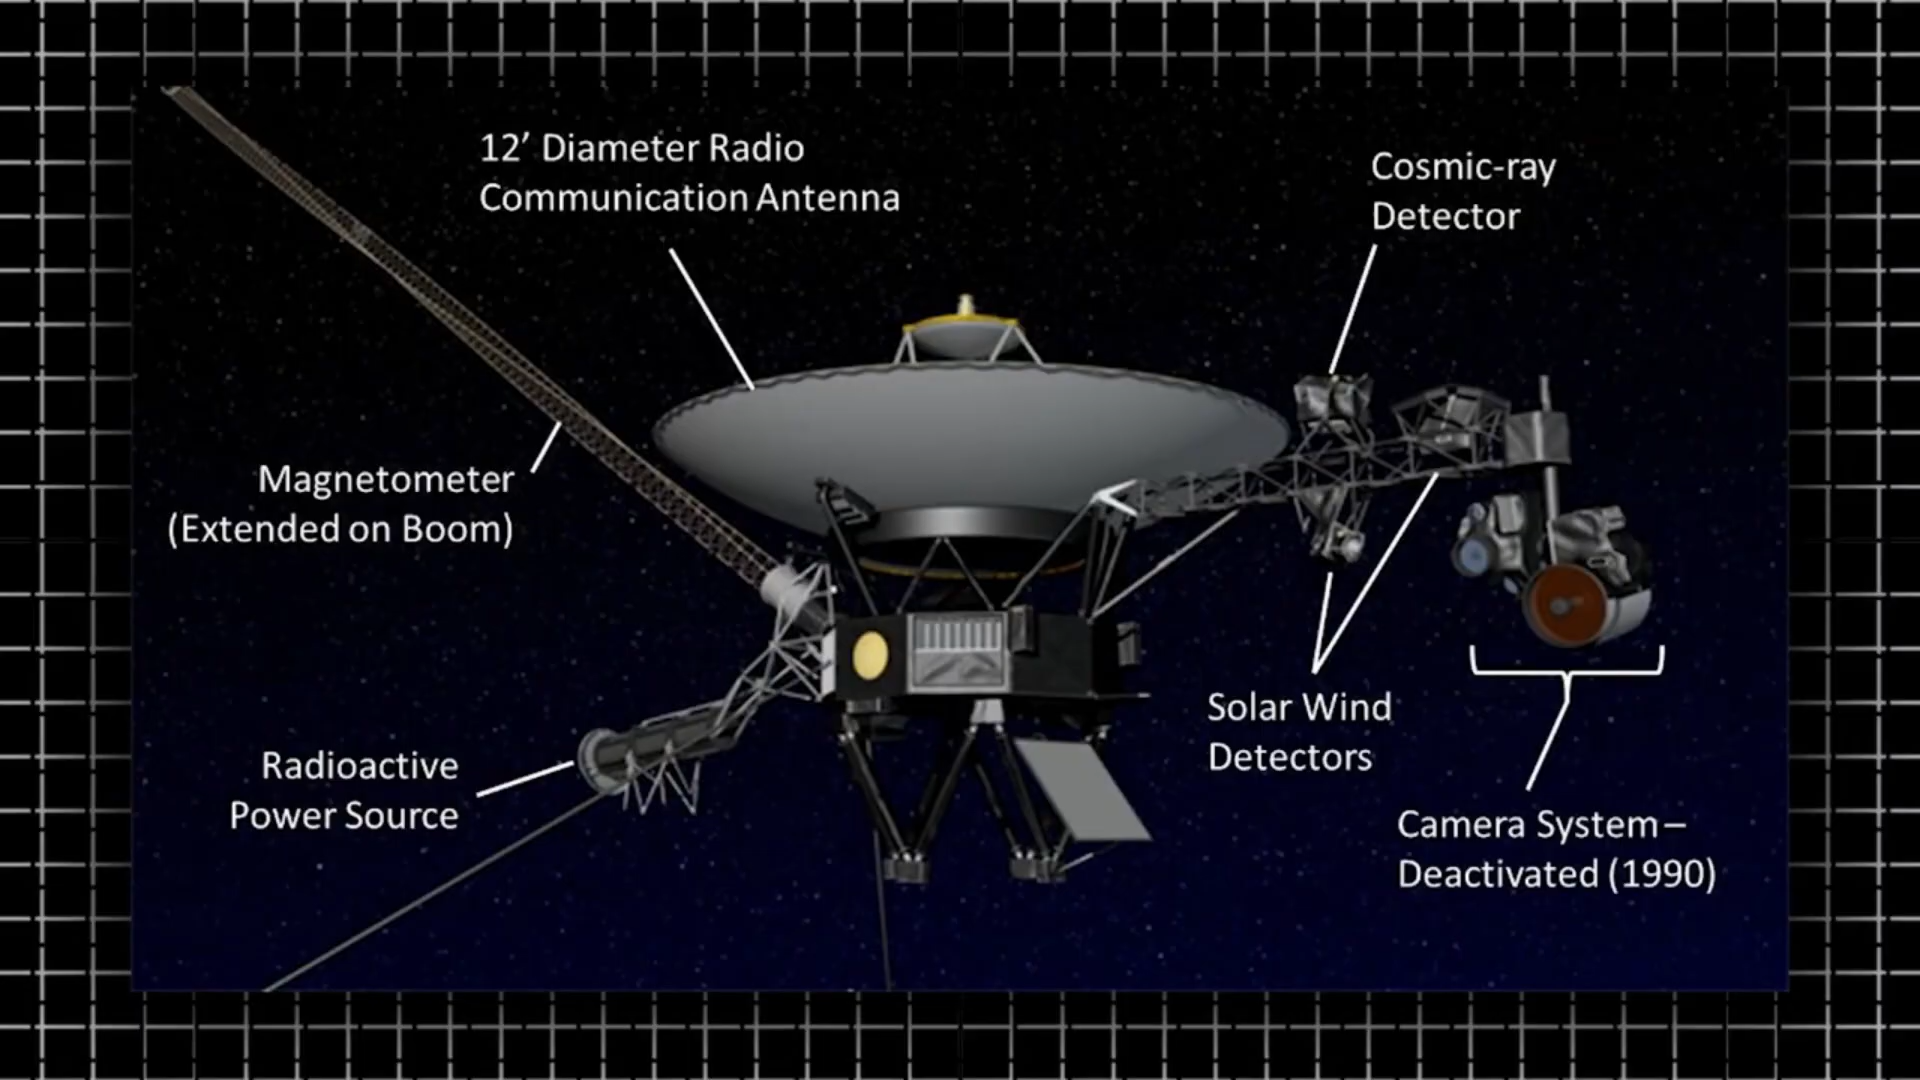 12’ Diameter Radio
Communication Antenna
Cosmic-ray
Detector
Magnetometer
(Extended on Boom)
Solar Wind
Detectors
Radioactive
Power Source
Camera System –
Deactivated (1990)